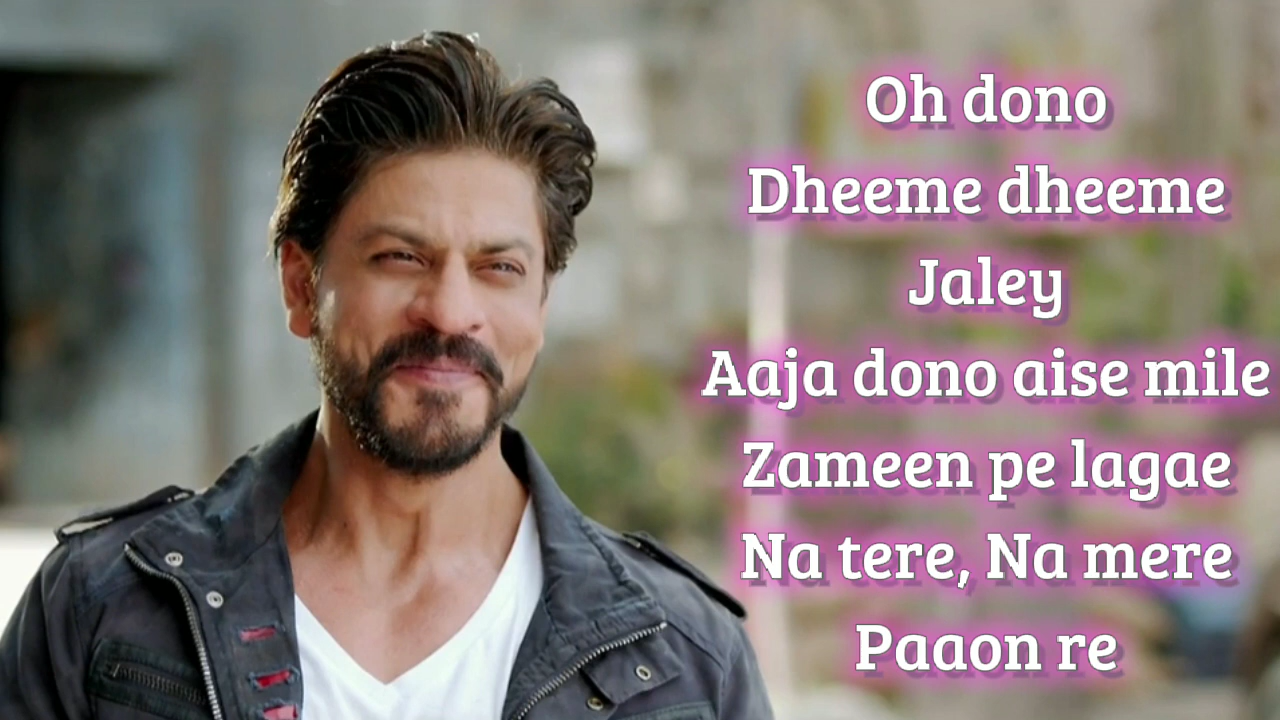 Oh dono
Dheeme dheeme
Jaley
Aaja dono aise mile
Zameen pe lagae
Na tere, Na mere
Paaon re